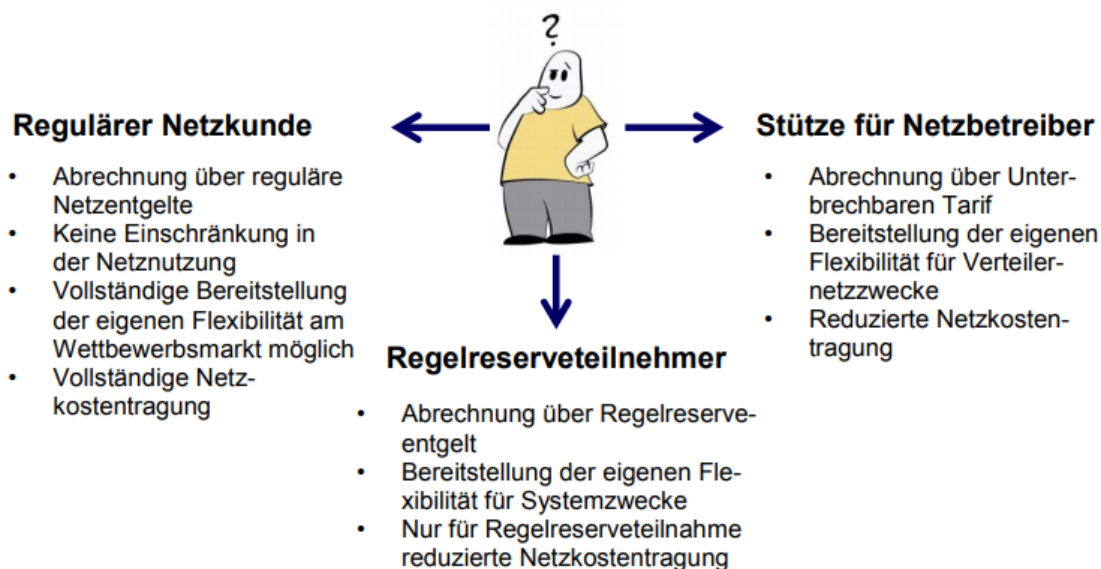 ?
Regulärer Netzkunde
• Abrechnung über reguläre
Netzentgelte
• Keine Einschränkung in
der Netznutzung
• Vollständige Bereitstellung
der eigenen Flexibilität am
Wettbewerbsmarkt möglich
• Vollständige Netz-
kostentragung
Regelreserveteilnehmer
• Abrechnung über Regelreserve-
entgelt
• Bereitstellung der eigenen Fle-
xibilität für Systemzwecke
• Nur für Regelreserveteilnahme
reduzierte Netzkostentragung
Stütze für Netzbetreiber
• Abrechnung über Unter-
brechbaren Tarif
• Bereitstellung der eigenen
Flexibilität für Verteiler-
netzzwecke
• Reduzierte Netzkosten-
tragung